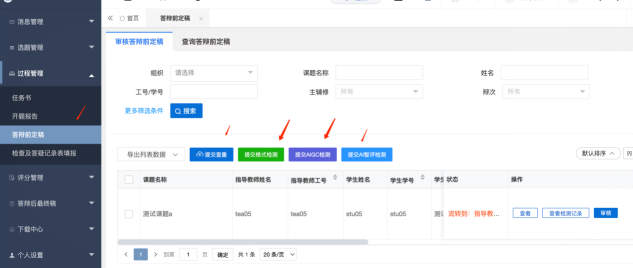 消息管理
首页
答辩前定稿
审核答辩前定稿 查询答辩前定稿
选题管理
过程管理
组织 请选择 课题名称 姓名
工号/学号 主辅修 所有 辩次 所有
任务书
更多筛选条件 搜索
开题报告
答辩前定稿
检查及答疑记录表填报
导出列表数据 提交查重 提交格式检测 提交AIGC检测 提交AI智评检测 默认排序
评分管理
课题名称 指导教师姓名 指导教师工号 学生姓名 学生学号 状态 操作
答辩后最终稿
测试课题a tea05 tea05 stu05 stu05 流转到：指导教... 查看 查看检测记录 审稿
下载中心
个人设置
1 到第 1 页 确定 共 1 条 20 条/页